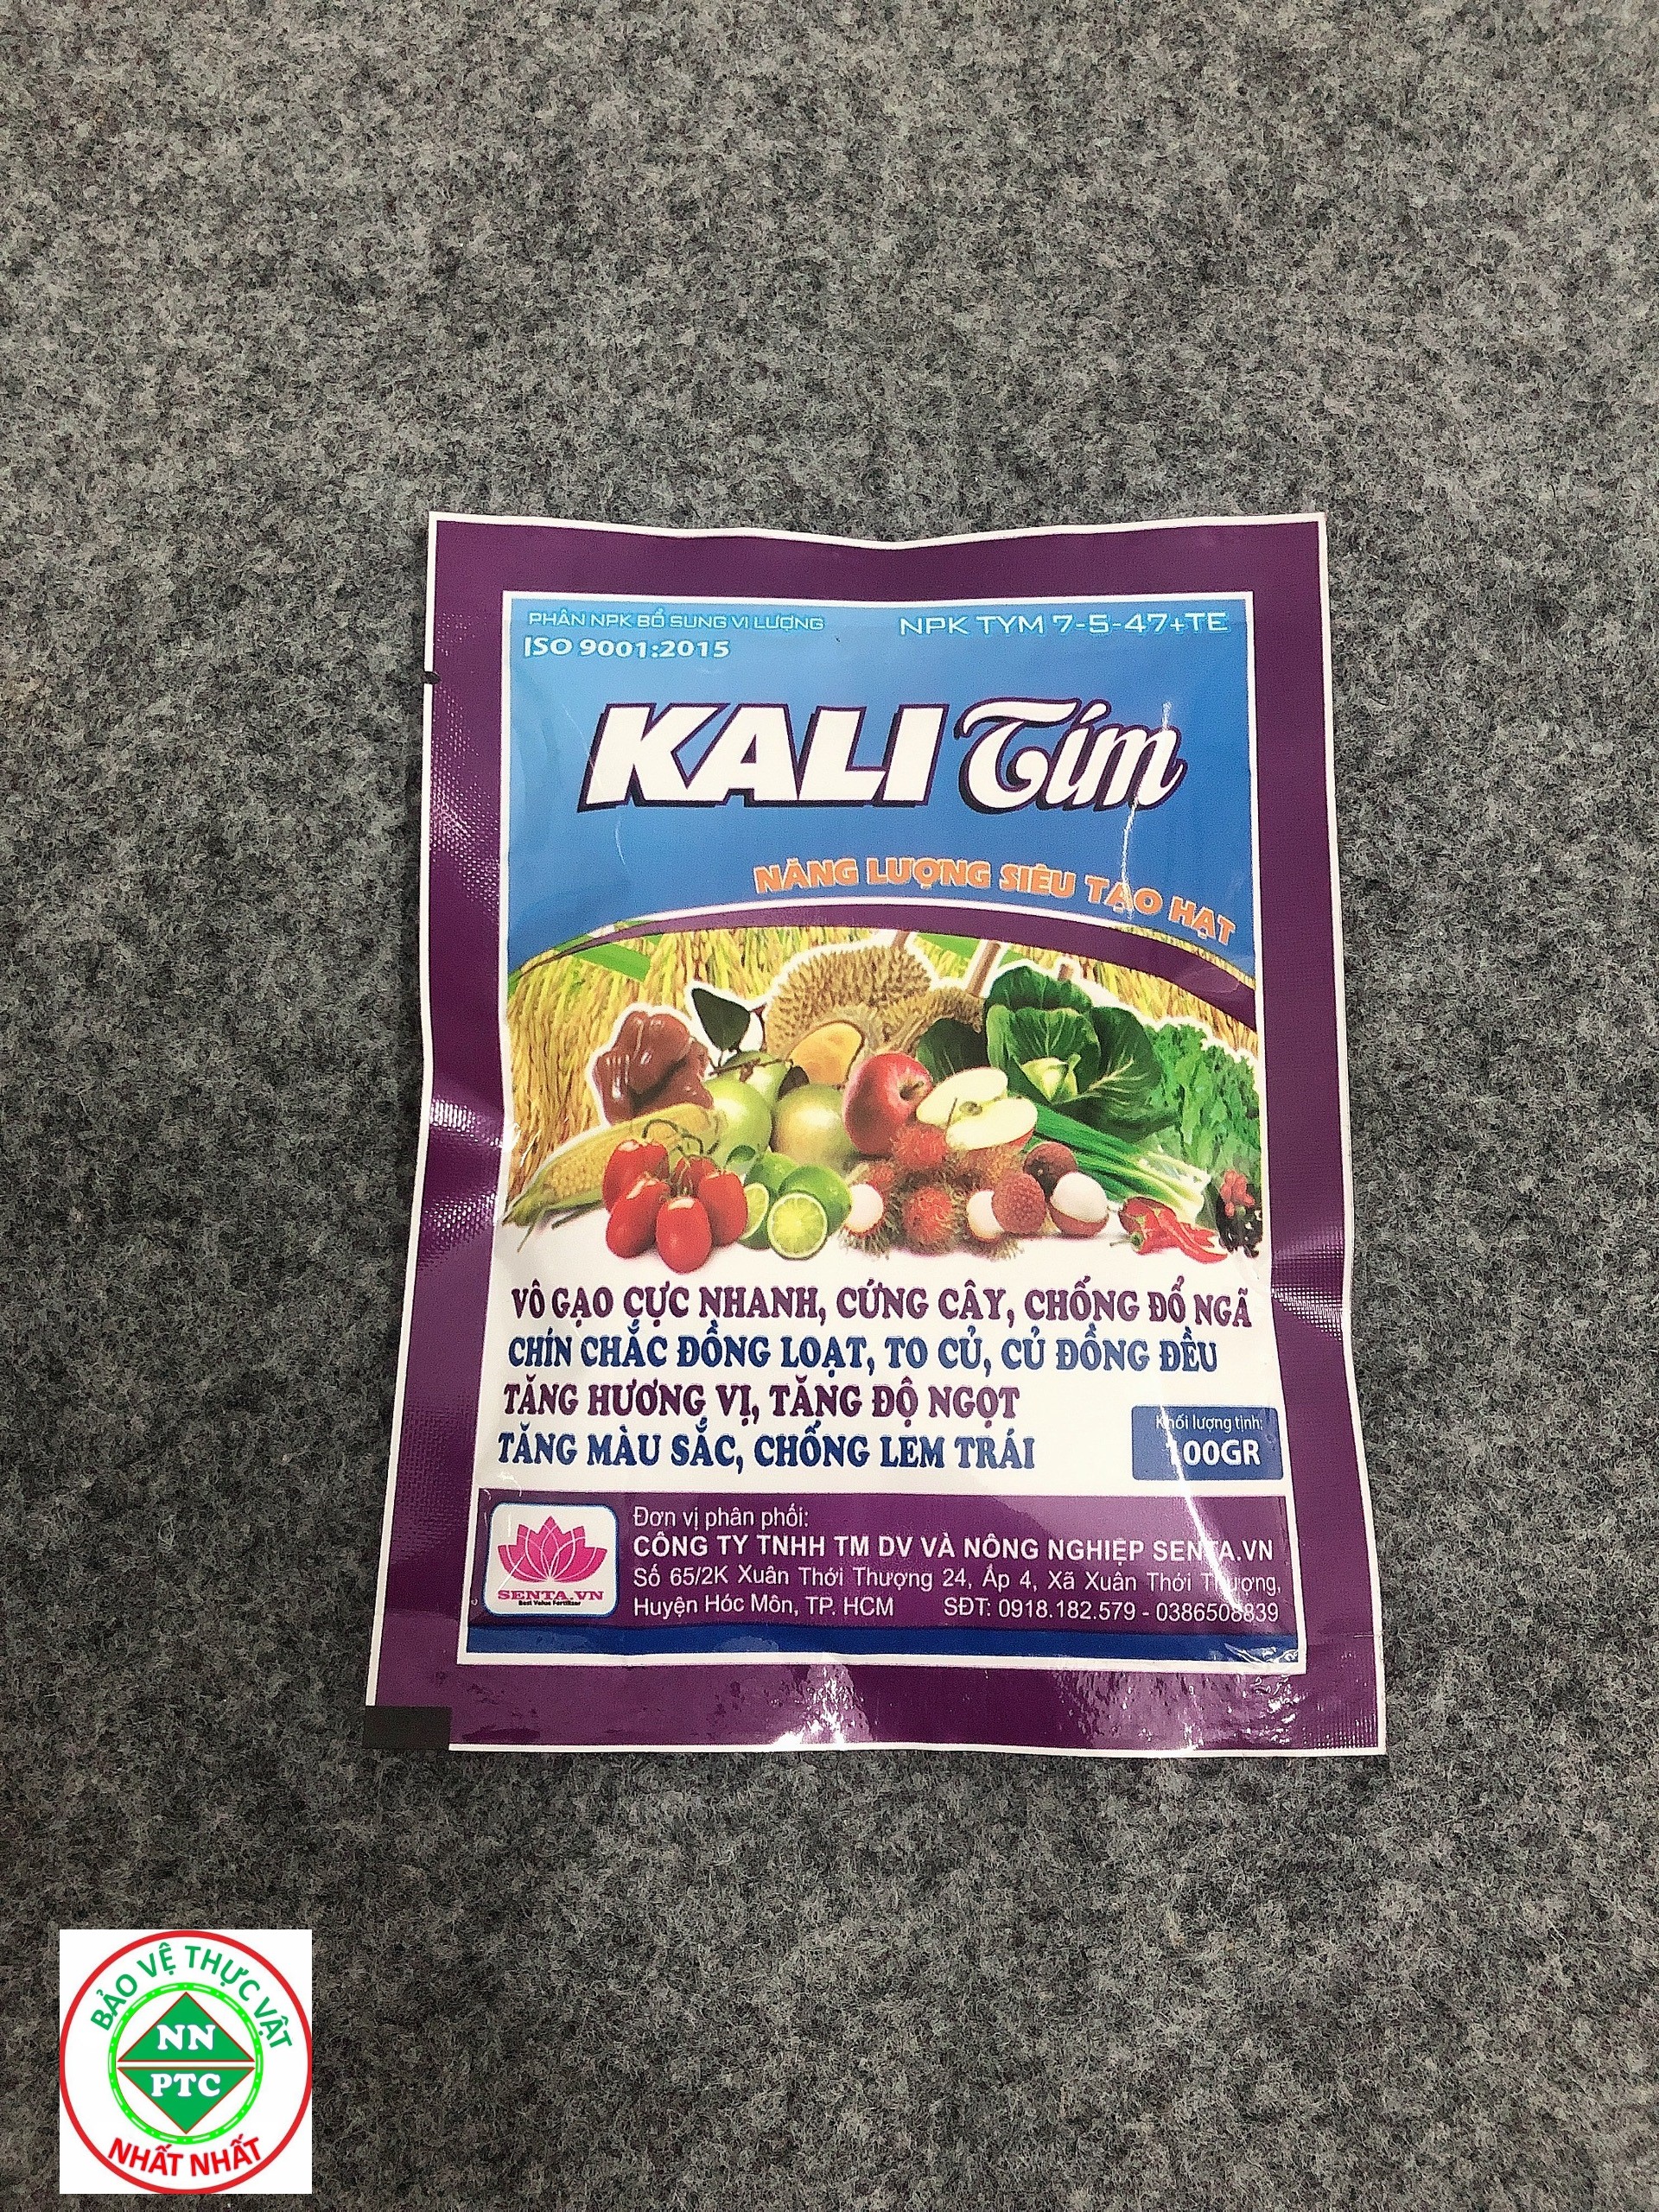 PHÂN NPK BỔ SUNG VI LƯỢNG
NPK TYM 7-5-47+TE
ISO 9001:2015
KALI Tím
NĂNG LƯỢNG SIÊU TẠO HẠT
VÔ GẠO CỰC NHANH, CỨNG CÂY, CHỐNG ĐỔ NGÃ
CHÍN CHẮC ĐỒNG LOẠT, TO CỦ, CỦ ĐỒNG ĐỀU
TĂNG HƯƠNG VỊ, TĂNG ĐỘ NGỌT
TĂNG MÀU SẮC, CHỐNG LEM TRÁI
Khối lượng tịnh:
100GR
SENTA.VN
Best Value Fertilizer
Đơn vị phân phối:
CÔNG TY TNHH TM DV VÀ NÔNG NGHIỆP SENTA.VN
Số 65/2K Xuân Thới Thượng 24, Ấp 4, Xã Xuân Thới Thượng,
Huyện Hóc Môn, TP. HCM SĐT: 0918.182.579 - 0386508839
BẢO VỆ THỰC VẬT
NN
PTC
NHẤT NHẤT